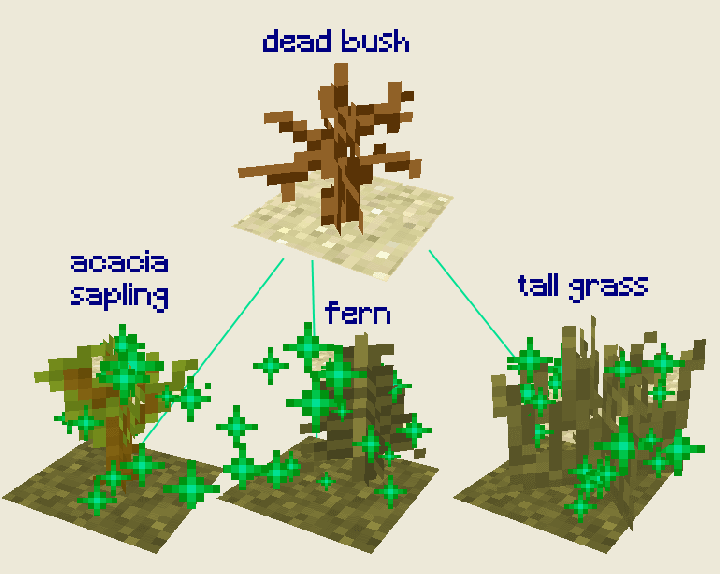 dead bush
acacia
sapling
fern
tall grass